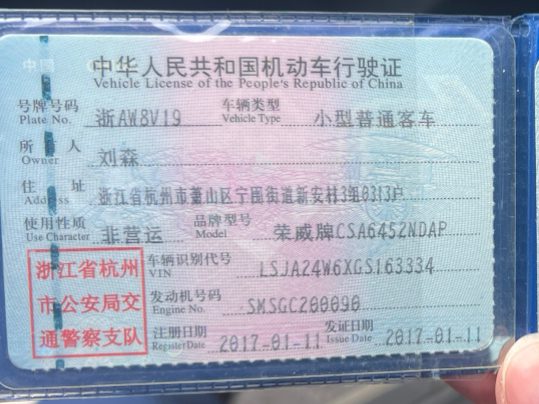 中华人民共和国机动车行驶证
Vehicle License of the People's Republic of China
号牌号码 浙AW8V19 车辆类型 小型普通客车
Plate No. Vehicle Type
所有人 刘森
Owner
住址 浙江省杭州市萧山区宁围街道新安村3组0313户
Address
使用性质 非营运 品牌型号 荣威牌CSA6452NDAP
Use Character Model
浙江省杭州
市公安局交
通警察支队
车辆识别代号 LSJA24W6XGS163334
VIN
发动机号码 SMSGC200090
Engine No.
注册日期 2017-01-11 发证日期 2017-01-11
Register Date Issue Date